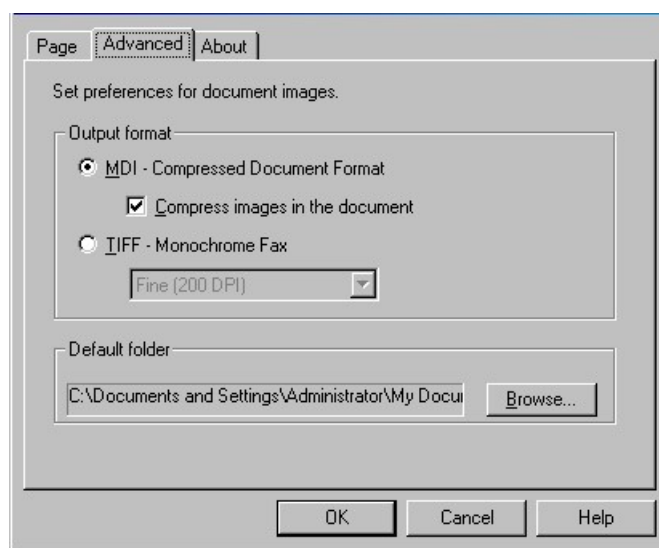 Page Advanced About
Set preferences for document images.
Output format
MDI - Compressed Document Format
Compress images in the document
TIFF - Monochrome Fax
Fine (200 DPI)
Default folder
C:\Documents and Settings\Administrator\My Docu
Browse...
OK Cancel Help